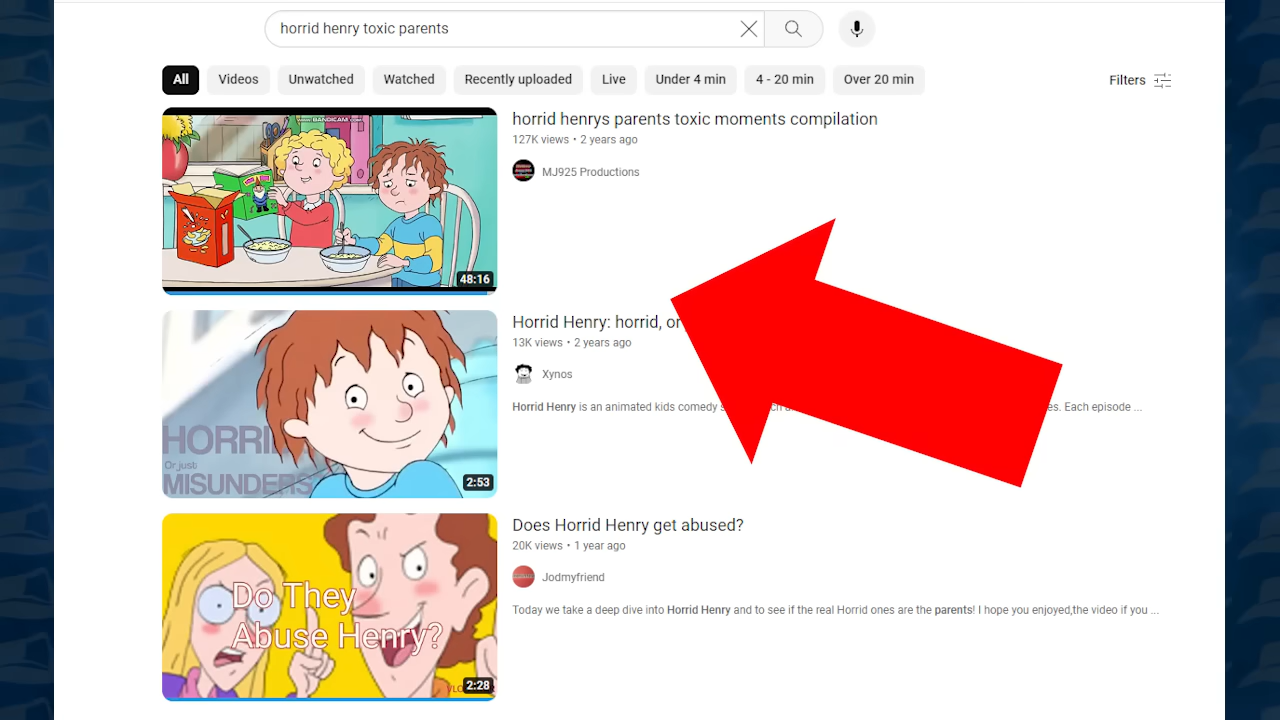 horrid henry toxic parents
All Videos Unwatched Watched Recently uploaded Live Under 4 min 4 - 20 min Over 20 min Filters
WWW.BANDICAM.COM
48:16
horrid henrys parents toxic moments compilation
127K views • 2 years ago
MJ925 Productions
HORRI
Or just
MISUNDERS
2:53
Horrid Henry: horrid, or
13K views • 2 years ago
Xynos
Horrid Henry is an animated kids comedy es. Each episode ...
Do They
Abuse Henry?
2:28
Does Horrid Henry get abused?
20K views • 1 year ago
Jodmyfriend
Today we take a deep dive into Horrid Henry and to see if the real Horrid ones are the parents! I hope you enjoyed,the video if you ...